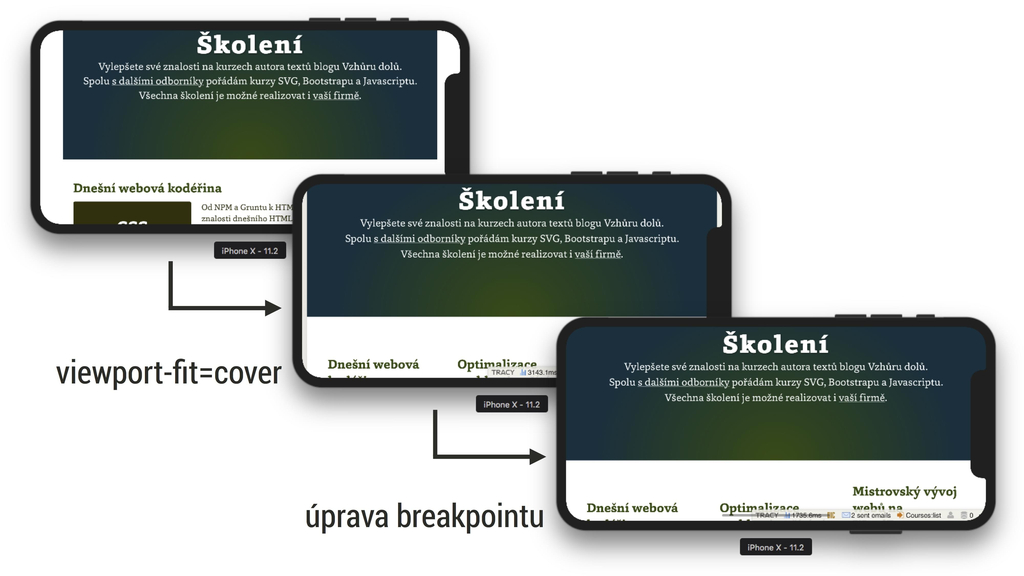 Školení
Vylepšete své znalosti na kurzech autora textů blogu Vzhůru dolů.
Spolu s dalšími odborníky pořádám kurzy SVG, Bootstrapu a Javascriptu.
Všechna školení je možné realizovat i vaší firmě.
Dnešní webová kodéřina
Od NPM a Gruntu k HTM
znalosti dnešního HTML
iPhone X – 11.2
viewport-fit=cover
Školení
Vylepšete své znalosti na kurzech autora textů blogu Vzhůru dolů.
Spolu s dalšími odborníky pořádám kurzy SVG, Bootstrapu a Javascriptu.
Všechna školení je možné realizovat i vaší firmě.
Dnešní webová Optimalizace
TRACY 3143.1ms
iPhone X – 11.2
úprava breakpointu
Školení
Vylepšete své znalosti na kurzech autora textů blogu Vzhůru dolů.
Spolu s dalšími odborníky pořádám kurzy SVG, Bootstrapu a Javascriptu.
Všechna školení je možné realizovat i vaší firmě.
Mistrovský vývoj
Dnešní webová Optimalizace webů na
TRACY 1735.6ms 2 sent emails Courses:list 0
iPhone X – 11.2